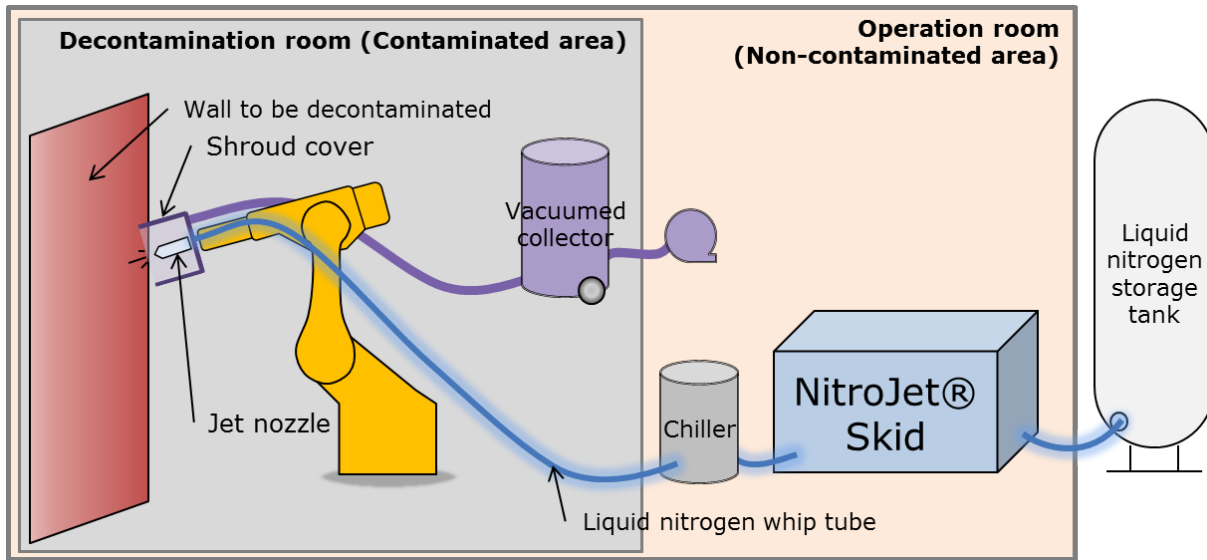 Decontamination room (Contaminated area)
Operation room
(Non-contaminated area)
Wall to be decontaminated
Shroud cover
Vacuumed
collector
Liquid
nitrogen
storage
tank
NitroJet®
Skid
Chiller
Jet nozzle
Liquid nitrogen whip tube